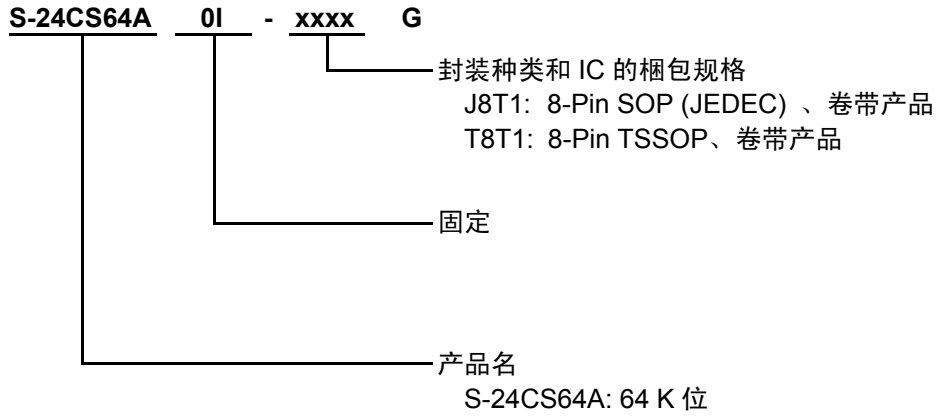 S-24CS64A 0I - xxxx G
封装种类和 IC 的梱包规格
J8T1: 8-Pin SOP (JEDEC) 、卷带产品
T8T1: 8-Pin TSSOP、卷带产品
固定
产品名
S-24CS64A: 64 K 位